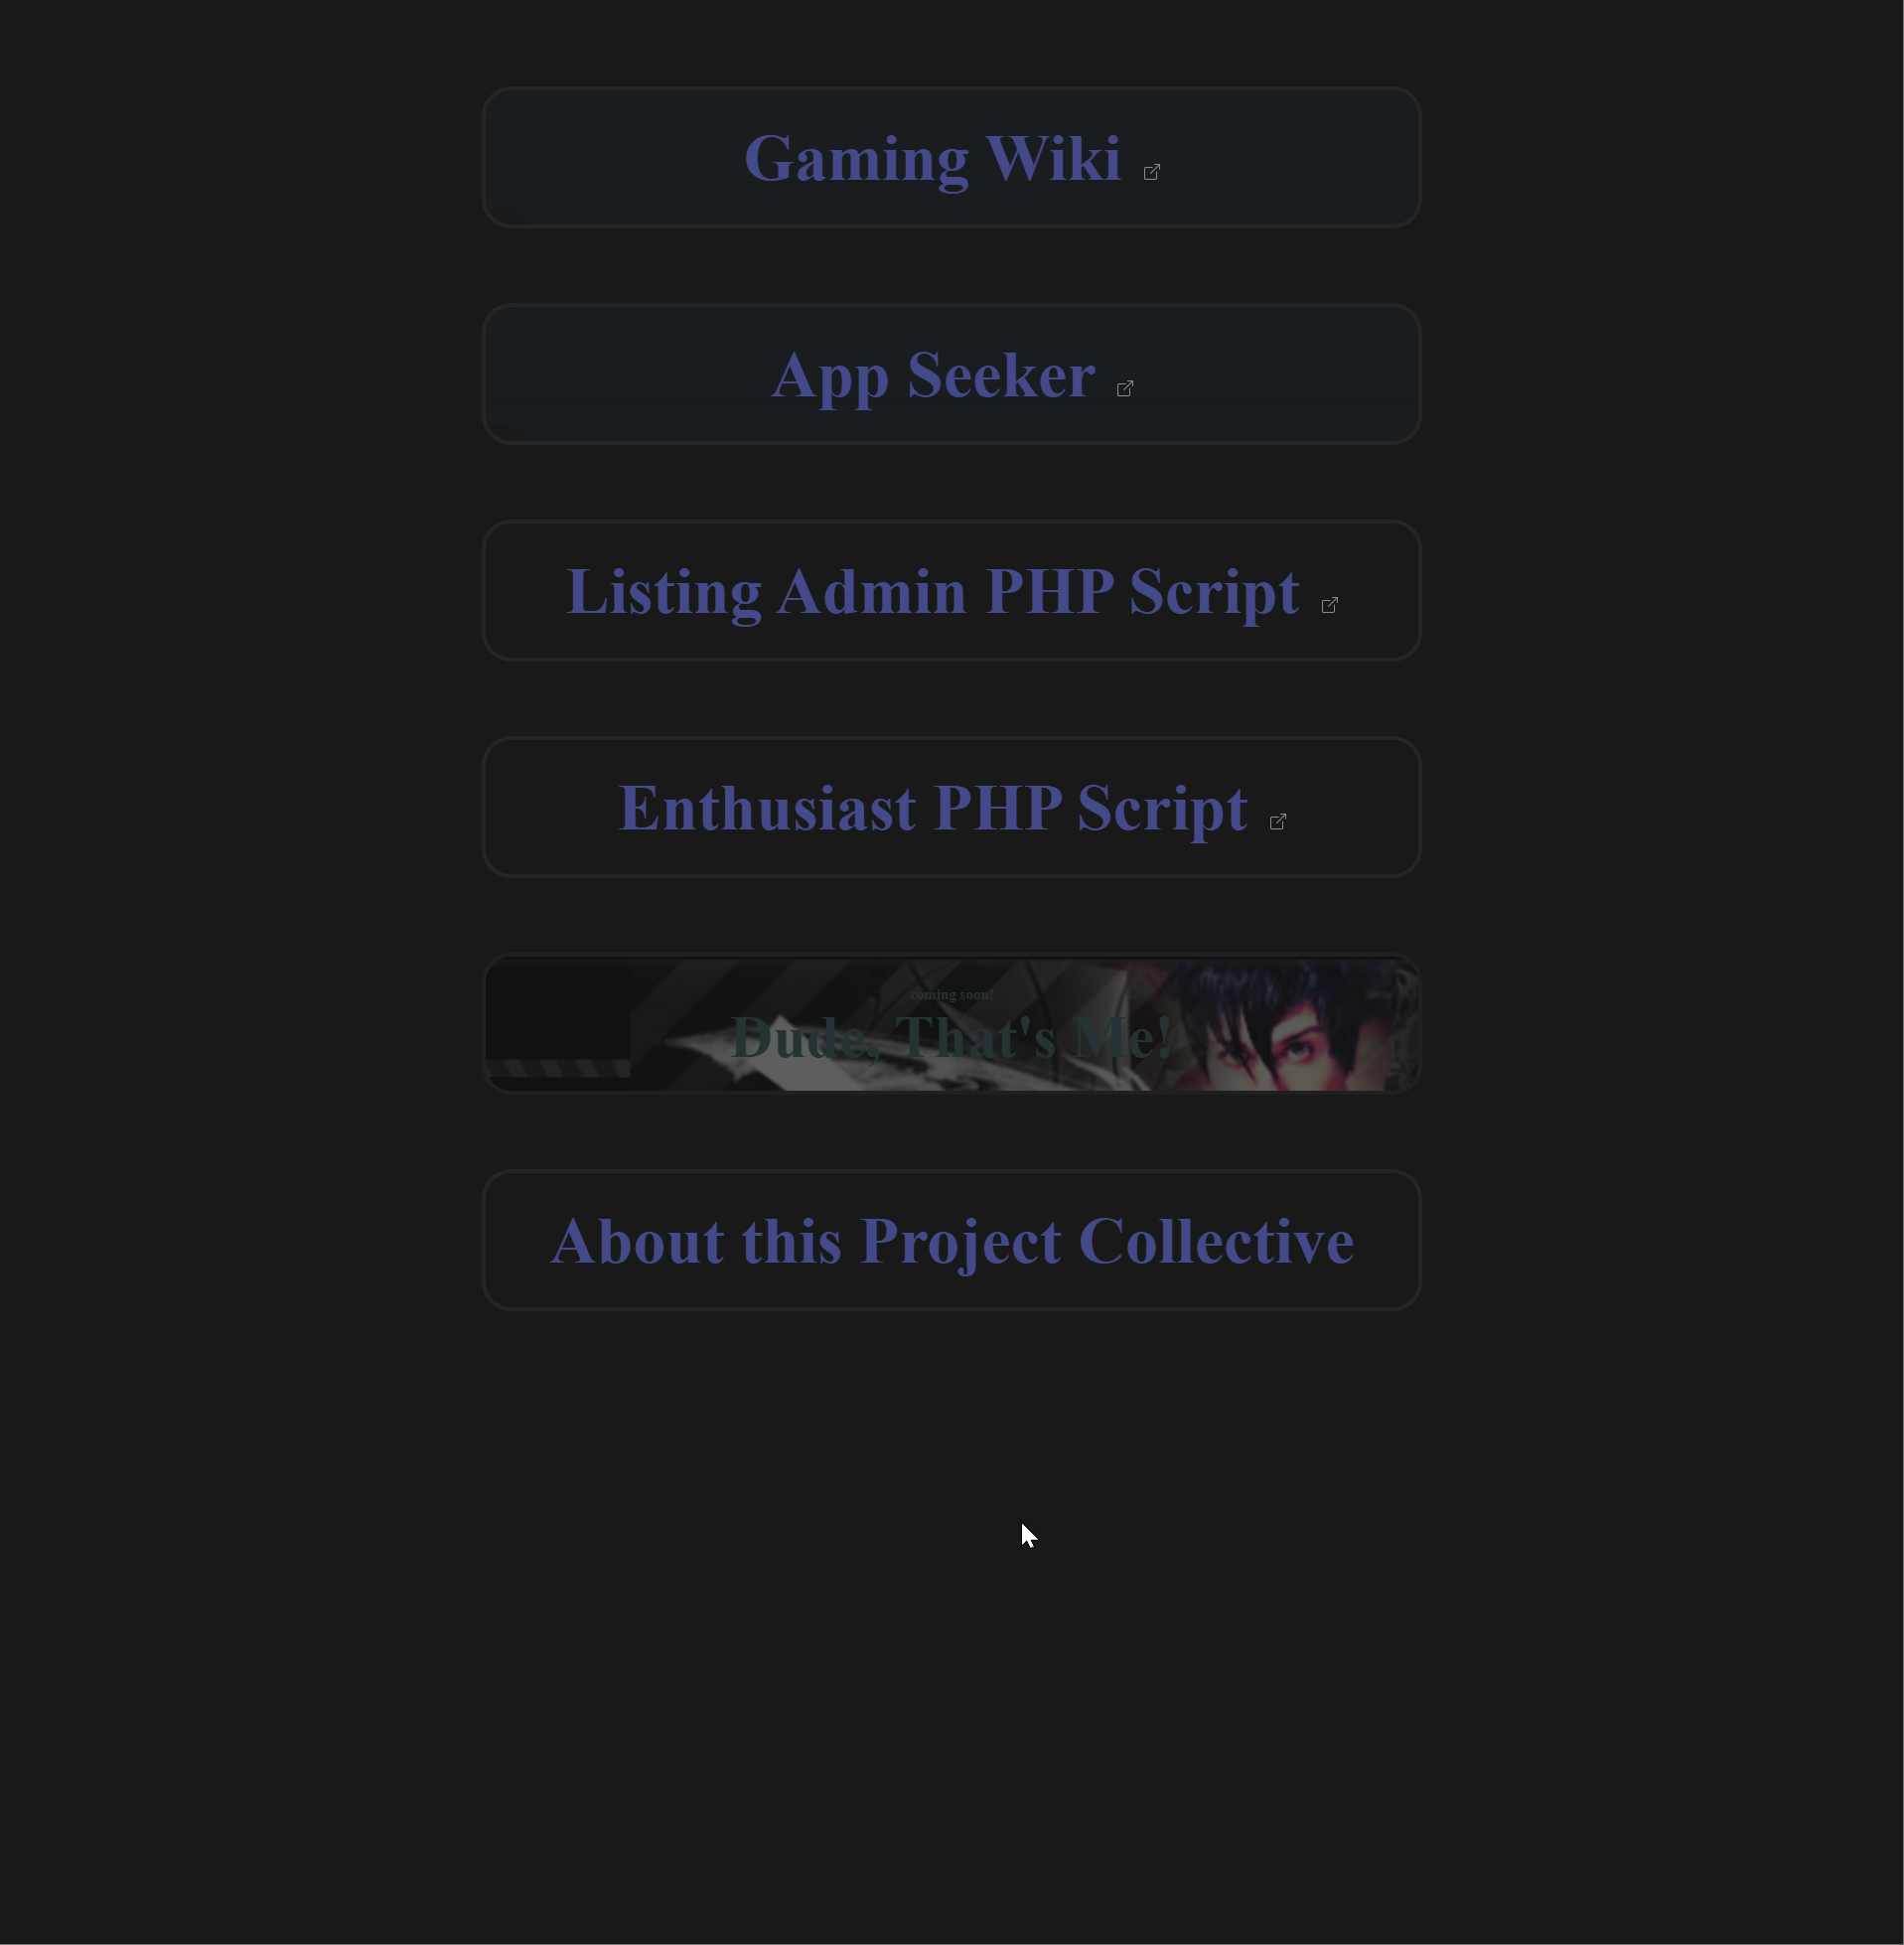 Gaming Wiki
App Seeker
Listing Admin PHP Script
Enthusiast PHP Script
coming soon!
Dude, That's Me!
About this Project Collective